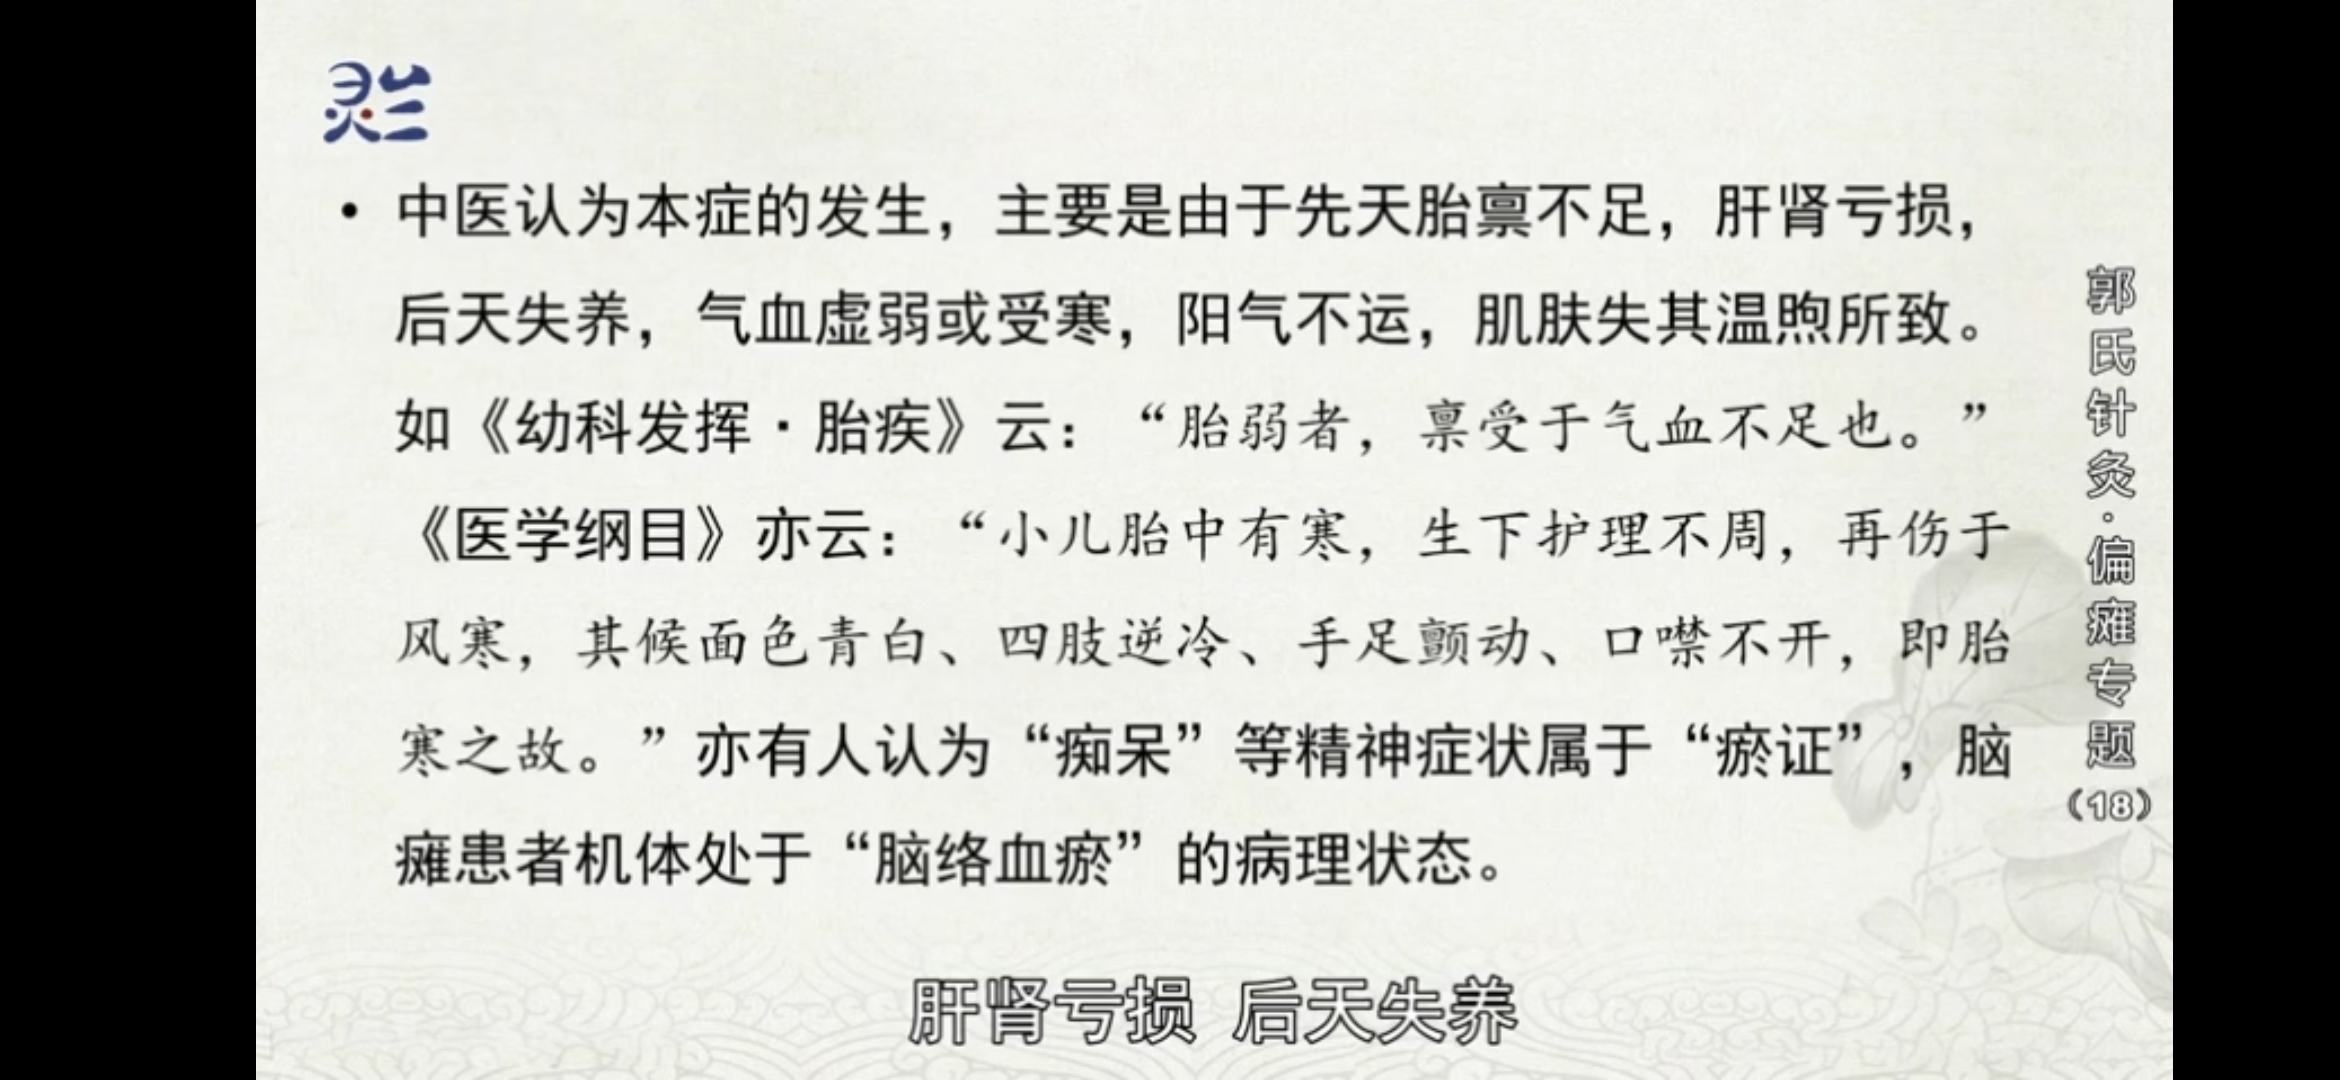 灵兰
• 中医认为本症的发生，主要是由于先天胎禀不足，肝肾亏损，
后天失养，气血虚弱或受寒，阳气不运，肌肤失其温煦所致。
如《幼科发挥·胎疾》云：“胎弱者，禀受于气血不足也。”
《医学纲目》亦云：“小儿胎中有寒，生下护理不周，再伤于
风寒，其候面色青白、四肢逆冷、手足颤动、口噤不开，即胎
寒之故。”亦有人认为“痴呆”等精神症状属于“瘀证”，脑
瘫患者机体处于“脑络血瘀”的病理状态。
郭氏针灸·偏瘫专题（18）
肝肾亏损 后天失养